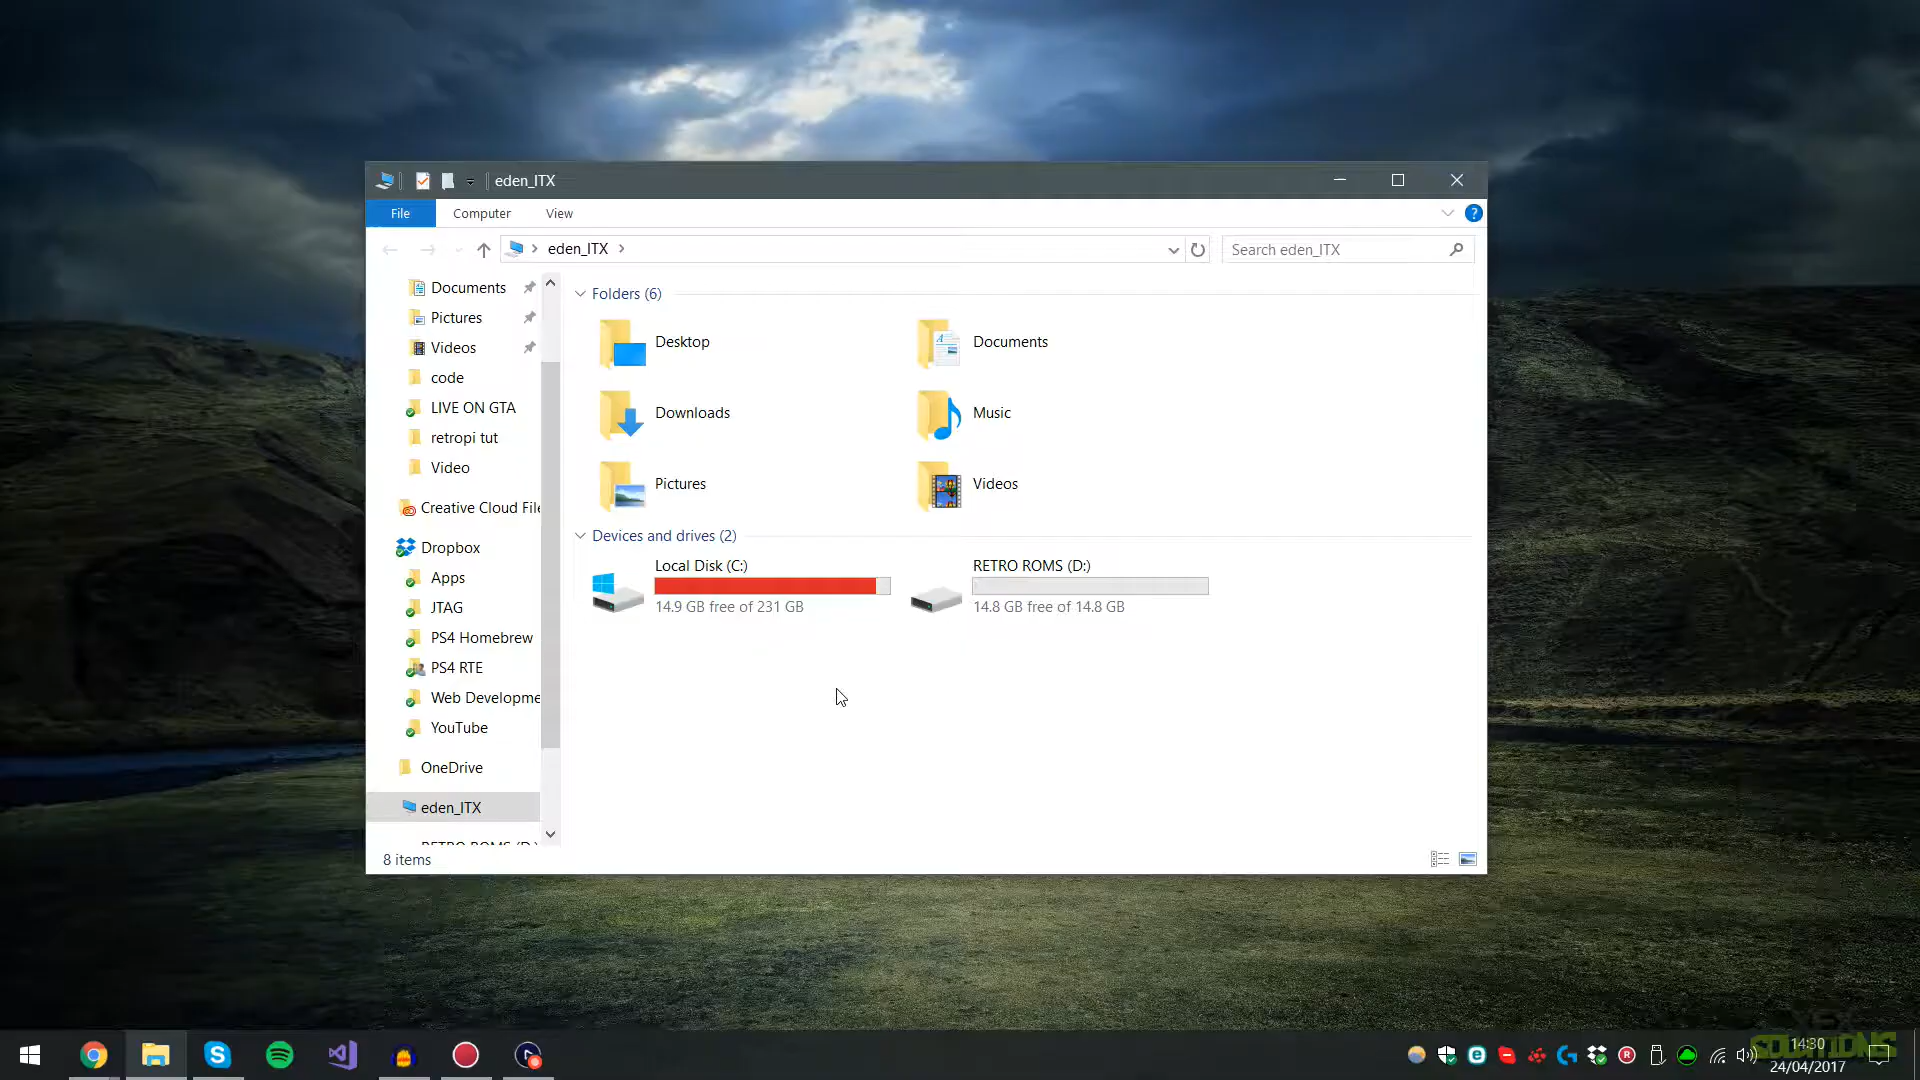 eden_ITX
File Computer View
eden_ITX
Search eden_ITX
Documents
Pictures
Videos
code
LIVE ON GTA
retropi tut
Video
Creative Cloud File
Dropbox
Apps
JTAG
PS4 Homebrew
PS4 RTE
Web Developme
YouTube
OneDrive
eden_ITX
RETRO ROMS (D:)
Folders (6)
Desktop
Documents
Downloads
Music
Pictures
Videos
Devices and drives (2)
Local Disk (C:)
14.9 GB free of 231 GB
RETRO ROMS (D:)
14.8 GB free of 14.8 GB
8 items
SOLUTIONS
14:30
24/04/2017